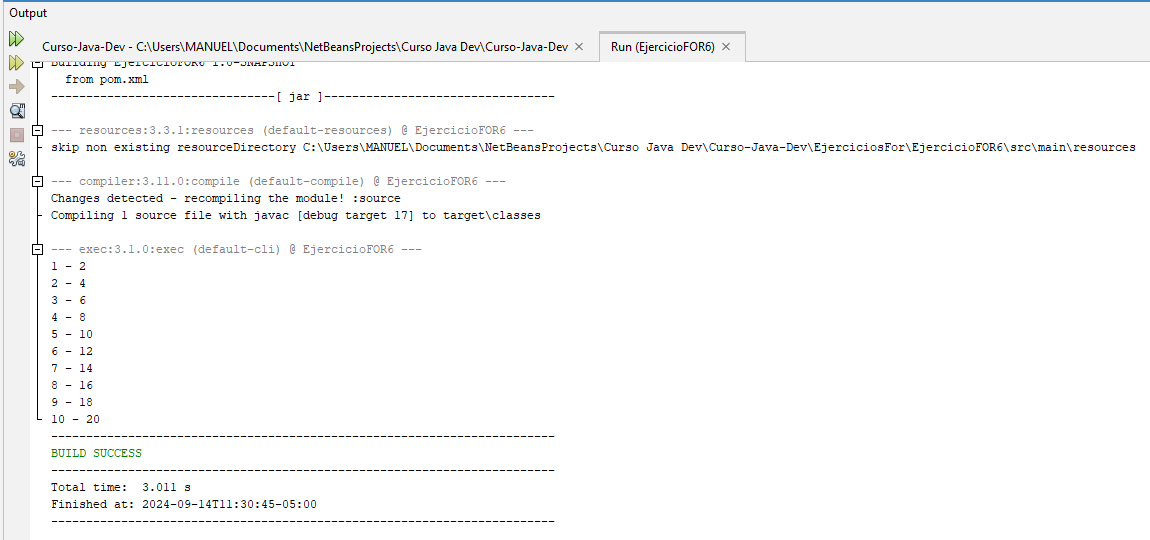 Output
Curso-Java-Dev - C:\Users\MANUEL\Documents\NetBeansProjects\Curso Java Dev\Curso-Java-Dev × Run (EjercicioFOR6) ×
Building EjercicioFOR6 1.0-SNAPSHOT
from pom.xml
--------------------------------[ jar ]---------------------------------
--- resources:3.3.1:resources (default-resources) @ EjercicioFOR6 ---
skip non existing resourceDirectory C:\Users\MANUEL\Documents\NetBeansProjects\Curso Java Dev\Curso-Java-Dev\EjerciciosFor\EjercicioFOR6\src\main\resources
--- compiler:3.11.0:compile (default-compile) @ EjercicioFOR6 ---
Changes detected - recompiling the module! :source
Compiling 1 source file with javac [debug target 17] to target\classes
--- exec:3.1.0:exec (default-cli) @ EjercicioFOR6 ---
1 - 2
2 - 4
3 - 6
4 - 8
5 - 10
6 - 12
7 - 14
8 - 16
9 - 18
10 - 20
------------------------------------------------------------------------
BUILD SUCCESS
------------------------------------------------------------------------
Total time:  3.011 s
Finished at: 2024-09-14T11:30:45-05:00
------------------------------------------------------------------------